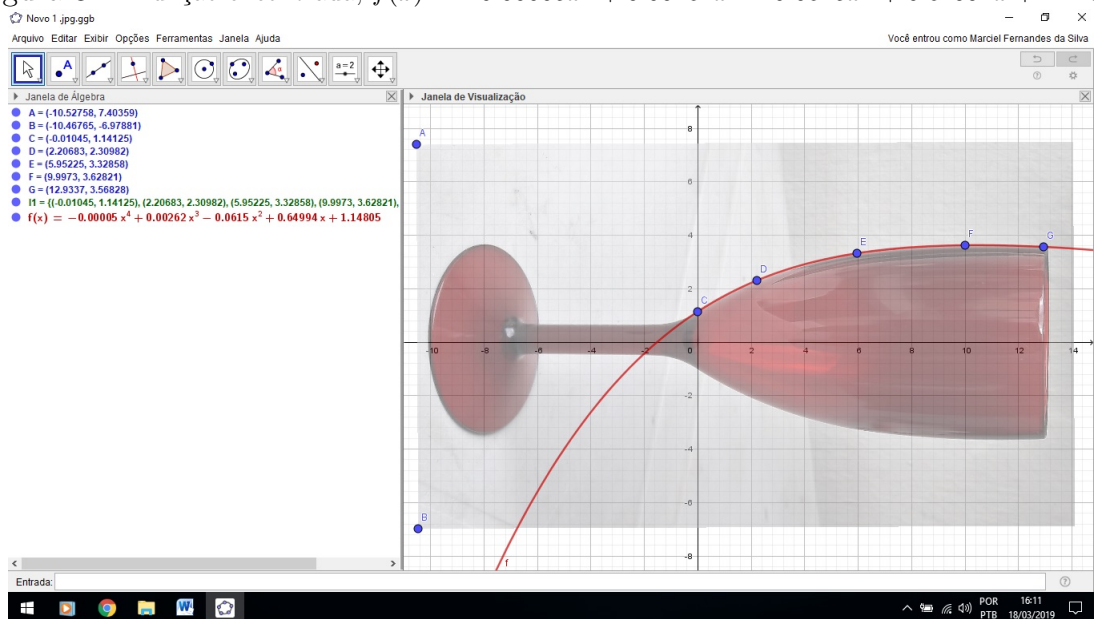 Novo 1 .jpg.ggb
Arquivo Editar Exibir Opções Ferramentas Janela Ajuda
Você entrou como Marciel Fernandes da Silva
A
a=2
Janela de Álgebra
Janela de Visualização
A = (-10.52758, 7.40359)
B = (-10.46765, -6.97881)
C = (-0.01045, 1.14125)
D = (2.20683, 2.30982)
E = (5.95225, 3.32858)
F = (9.9973, 3.62821)
G = (12.9337, 3.56828)
l1 = {(-0.01045, 1.14125), (2.20683, 2.30982), (5.95225, 3.32858), (9.9973, 3.62821),
f(x) = −0.00005 x⁴ + 0.00262 x³ − 0.0615 x² + 0.64994 x + 1.14805
8
A
6
4
E
F
G
D
2
C
-10 -8 -6 -4 -2 0 2 4 6 8 10 12 14
-2
-4
-6
B
-8
f
Entrada:
POR
PTB
16:11
18/03/2019